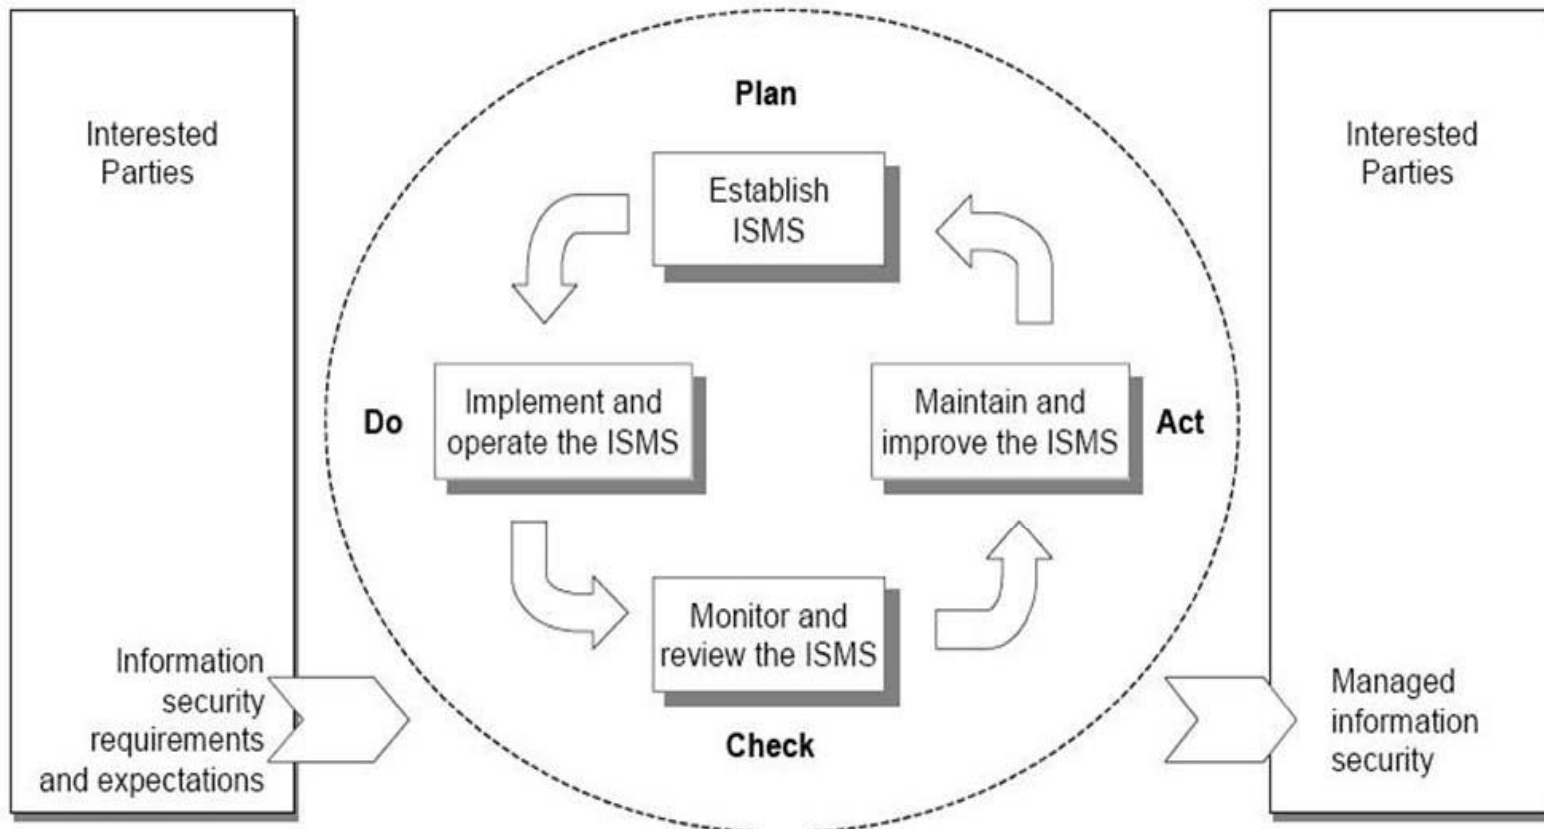 Interested
Parties
Information
security
requirements
and expectations
Plan
Establish
ISMS
Do
Implement and
operate the ISMS
Maintain and
improve the ISMS
Act
Monitor and
review the ISMS
Check
Interested
Parties
Managed
information
security